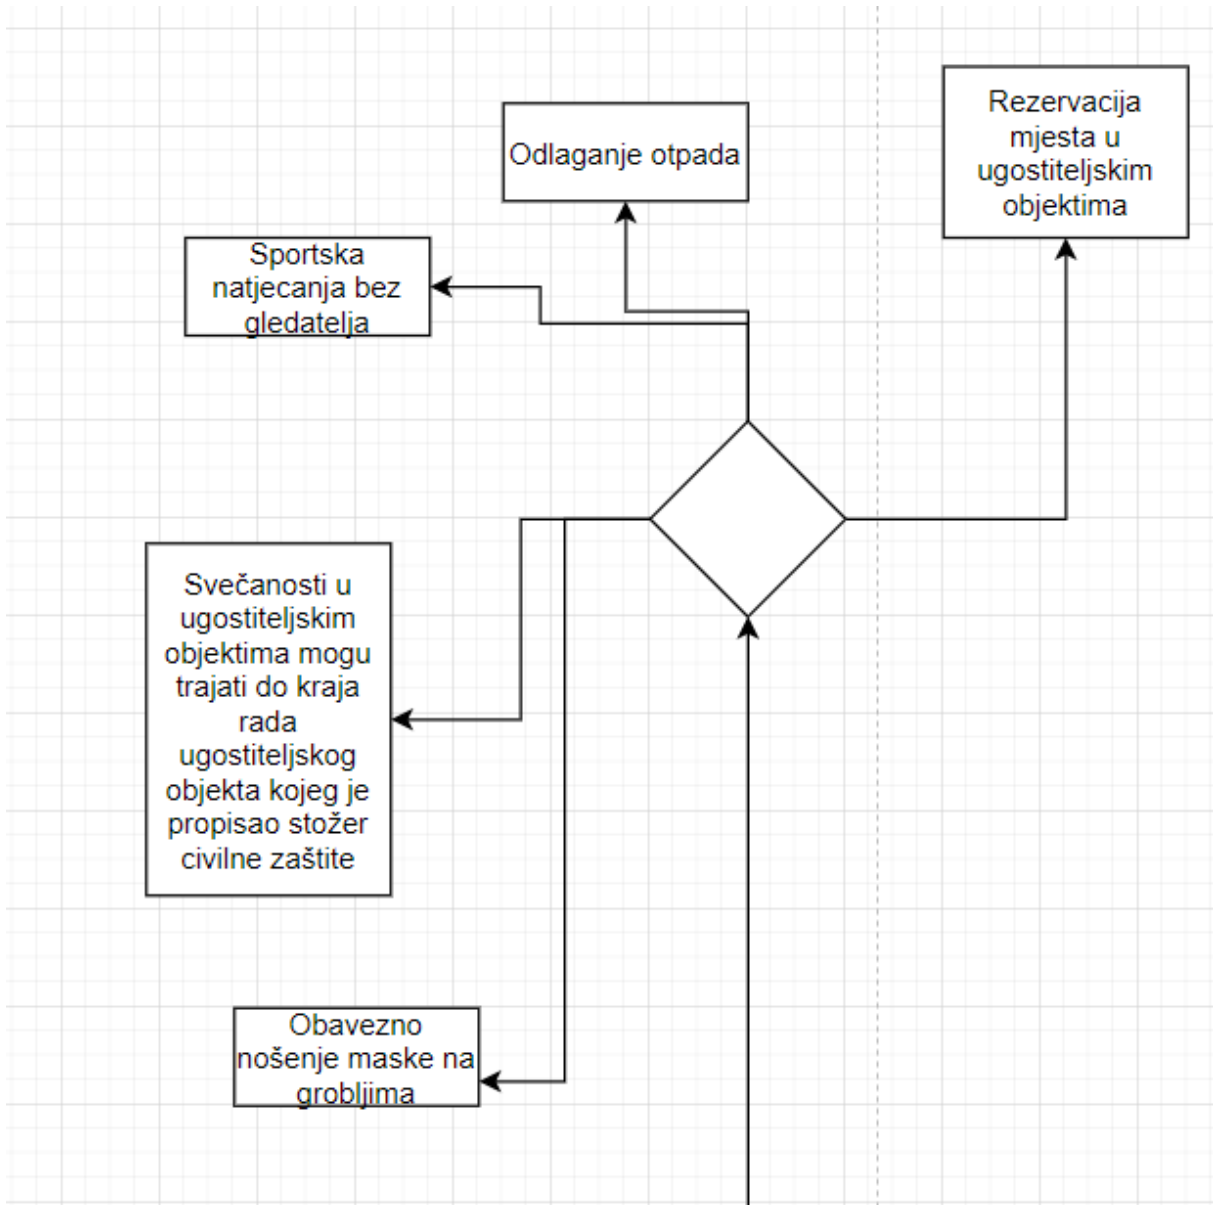 Odlaganje otpada
Rezervacija
mjesta u
ugostiteljskim
objektima
Sportska
natjecanja bez
gledatelja
Svečanosti u
ugostiteljskim
objektima mogu
trajati do kraja
rada
ugostiteljskog
objekta kojeg je
propisao stožer
civilne zaštite
Obavezno
nošenje maske na
grobljima